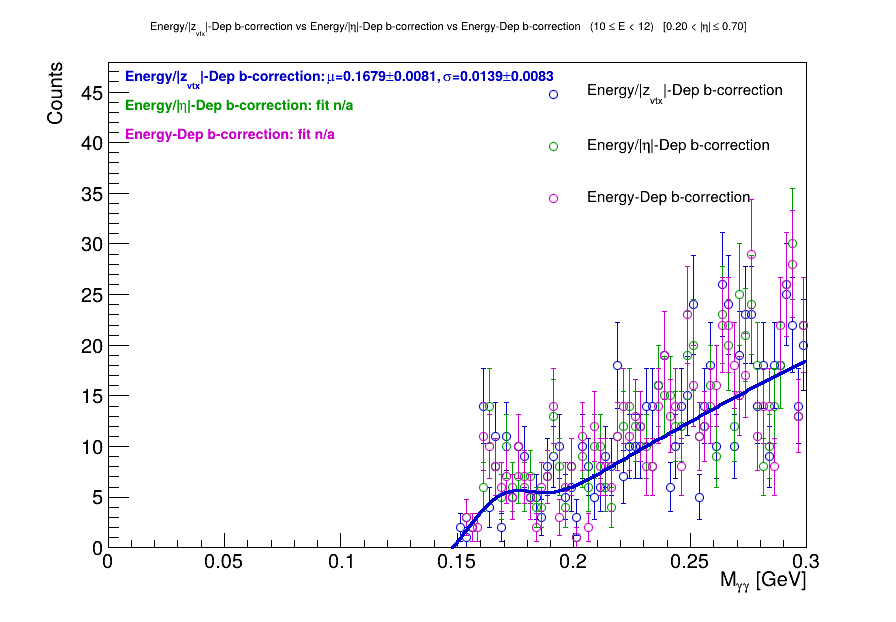 Energy/|z_vtx|-Dep b-correction vs Energy/|η|-Dep b-correction vs Energy-Dep b-correction (10 ≤ E < 12) [0.20 < |η| ≤ 0.70]
Counts
Energy/|z_vtx|-Dep b-correction: μ=0.1679±0.0081, σ=0.0139±0.0083
Energy/|η|-Dep b-correction: fit n/a
Energy-Dep b-correction: fit n/a
Energy/|z_vtx|-Dep b-correction
Energy/|η|-Dep b-correction
Energy-Dep b-correction
45
40
35
30
25
20
15
10
5
0
0 0.05 0.1 0.15 0.2 0.25 0.3
M_γγ [GeV]